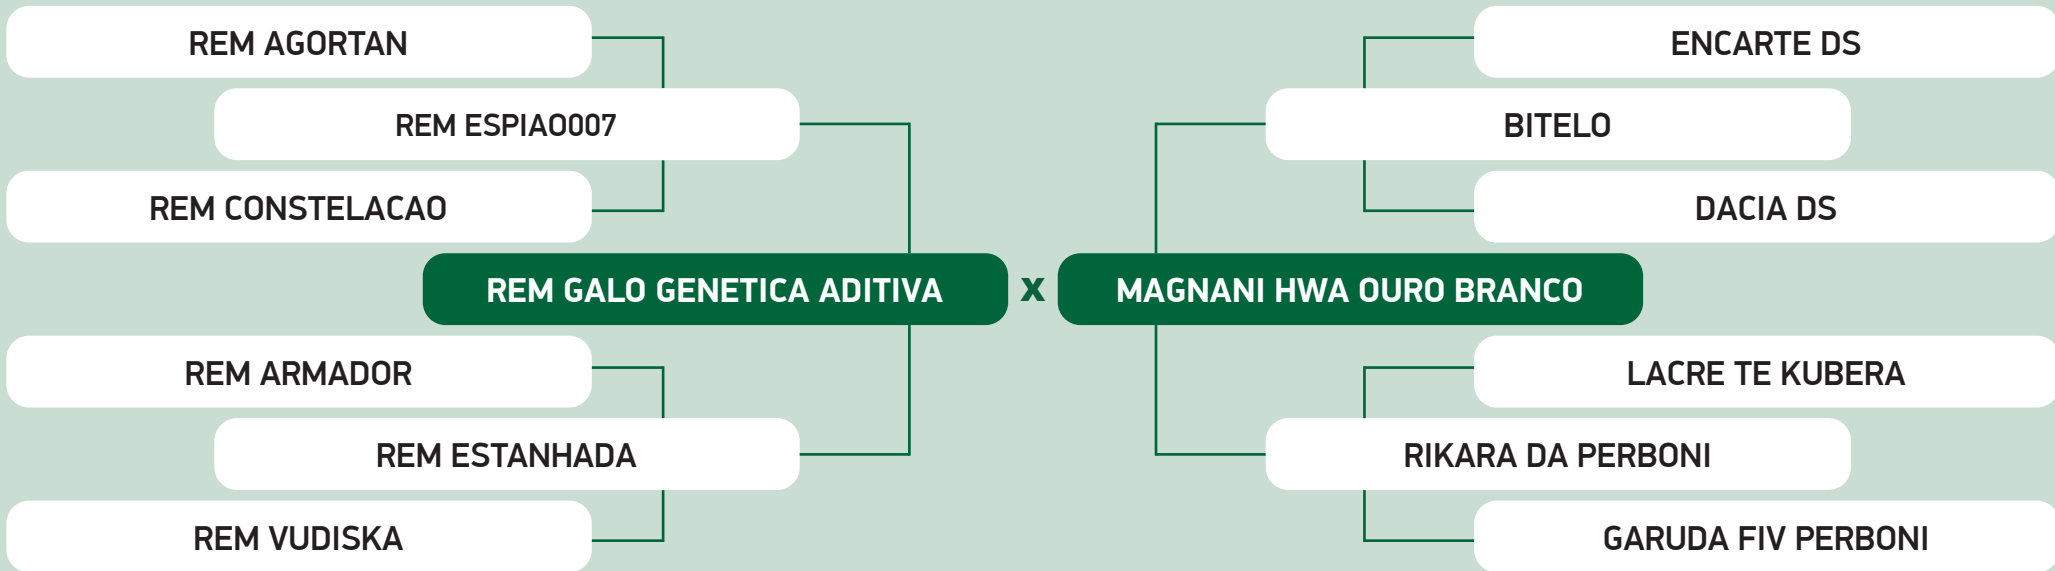 REM AGORTAN
ENCARTE DS
REM ESPIAO007
BITELO
REM CONSTELACAO
DACIA DS
REM GALO GENETICA ADITIVA x MAGNANI HWA OURO BRANCO
REM ARMADOR
LACRE TE KUBERA
REM ESTANHADA
RIKARA DA PERBONI
REM VUDISKA
GARUDA FIV PERBONI